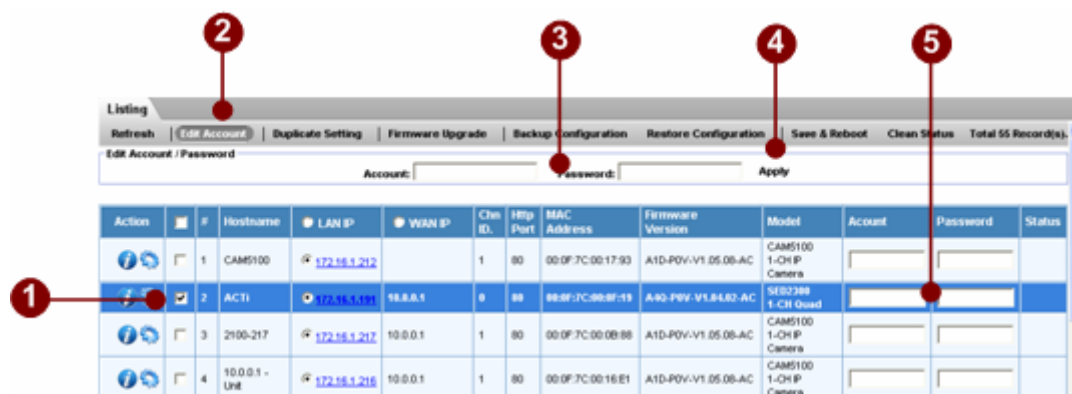 2 3 4 5
Listing
Refresh | Edit Account | Duplicate Setting | Firmware Upgrade | Backup Configuration Restore Configuration | Save & Reboot Clean Status Total 55 Record(s).
Edit Account / Password
Account: Password: Apply
Action # Hostname LAN IP WAN IP Chn ID. Http Port MAC Address Firmware Version Model Acount Password Status
1 CAM5100 172.16.1.212 1 80 00:0F:7C:00:17:93 A1D-P0V-V1.05.08-AC CAM5100 1-CH IP Camera
1 2 ACTi 172.16.1.191 10.0.0.1 0 80 00:0F:7C:00:0F:19 A4Q-P0V-V1.04.02-AC SED2300 1-CH Quad
3 2100-217 172.16.1.217 10.0.0.1 1 80 00:0F:7C:00:0B:88 A1D-P0V-V1.05.08-AC CAM5100 1-CH IP Camera
4 10.0.0.1 - Unit 172.16.1.216 10.0.0.1 1 80 00:0F:7C:00:16:E1 A1D-P0V-V1.05.08-AC CAM5100 1-CH IP Camera